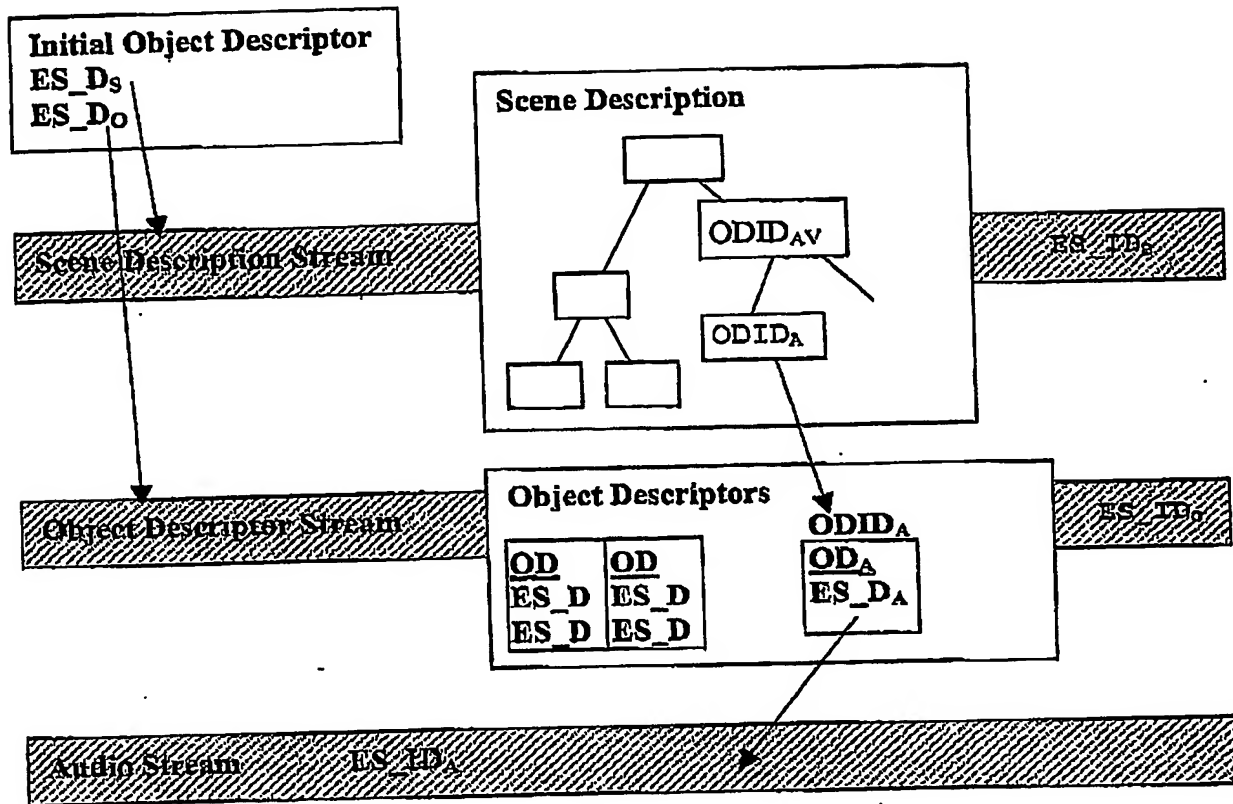 Initial Object Descriptor
ES_DS
ES_DO
Scene Description
ODIDAV
Scene Description Stream
ES_IDS
ODIDA
Object Descriptors
Object Descriptor Stream
ES_IDO
ODIDA
OD OD ODA
ES_D ES_D ES_DA
ES_D ES_D
Audio Stream ES_IDA